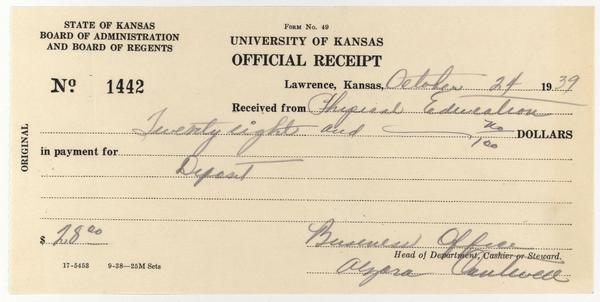 STATE OF KANSAS
BOARD OF ADMINISTRATION
AND BOARD OF REGENTS
Form No. 49
UNIVERSITY OF KANSAS
OFFICIAL RECEIPT
No. 1442
Lawrence, Kansas, October 24 1939
Received from Physical Education
Twenty eight and no/100 DOLLARS
in payment for
Deposit
ORIGINAL
$ 28.00
Business Office
Head of Department, Cashier or Steward.
17-5453 9-38—25M Sets
Cantwell